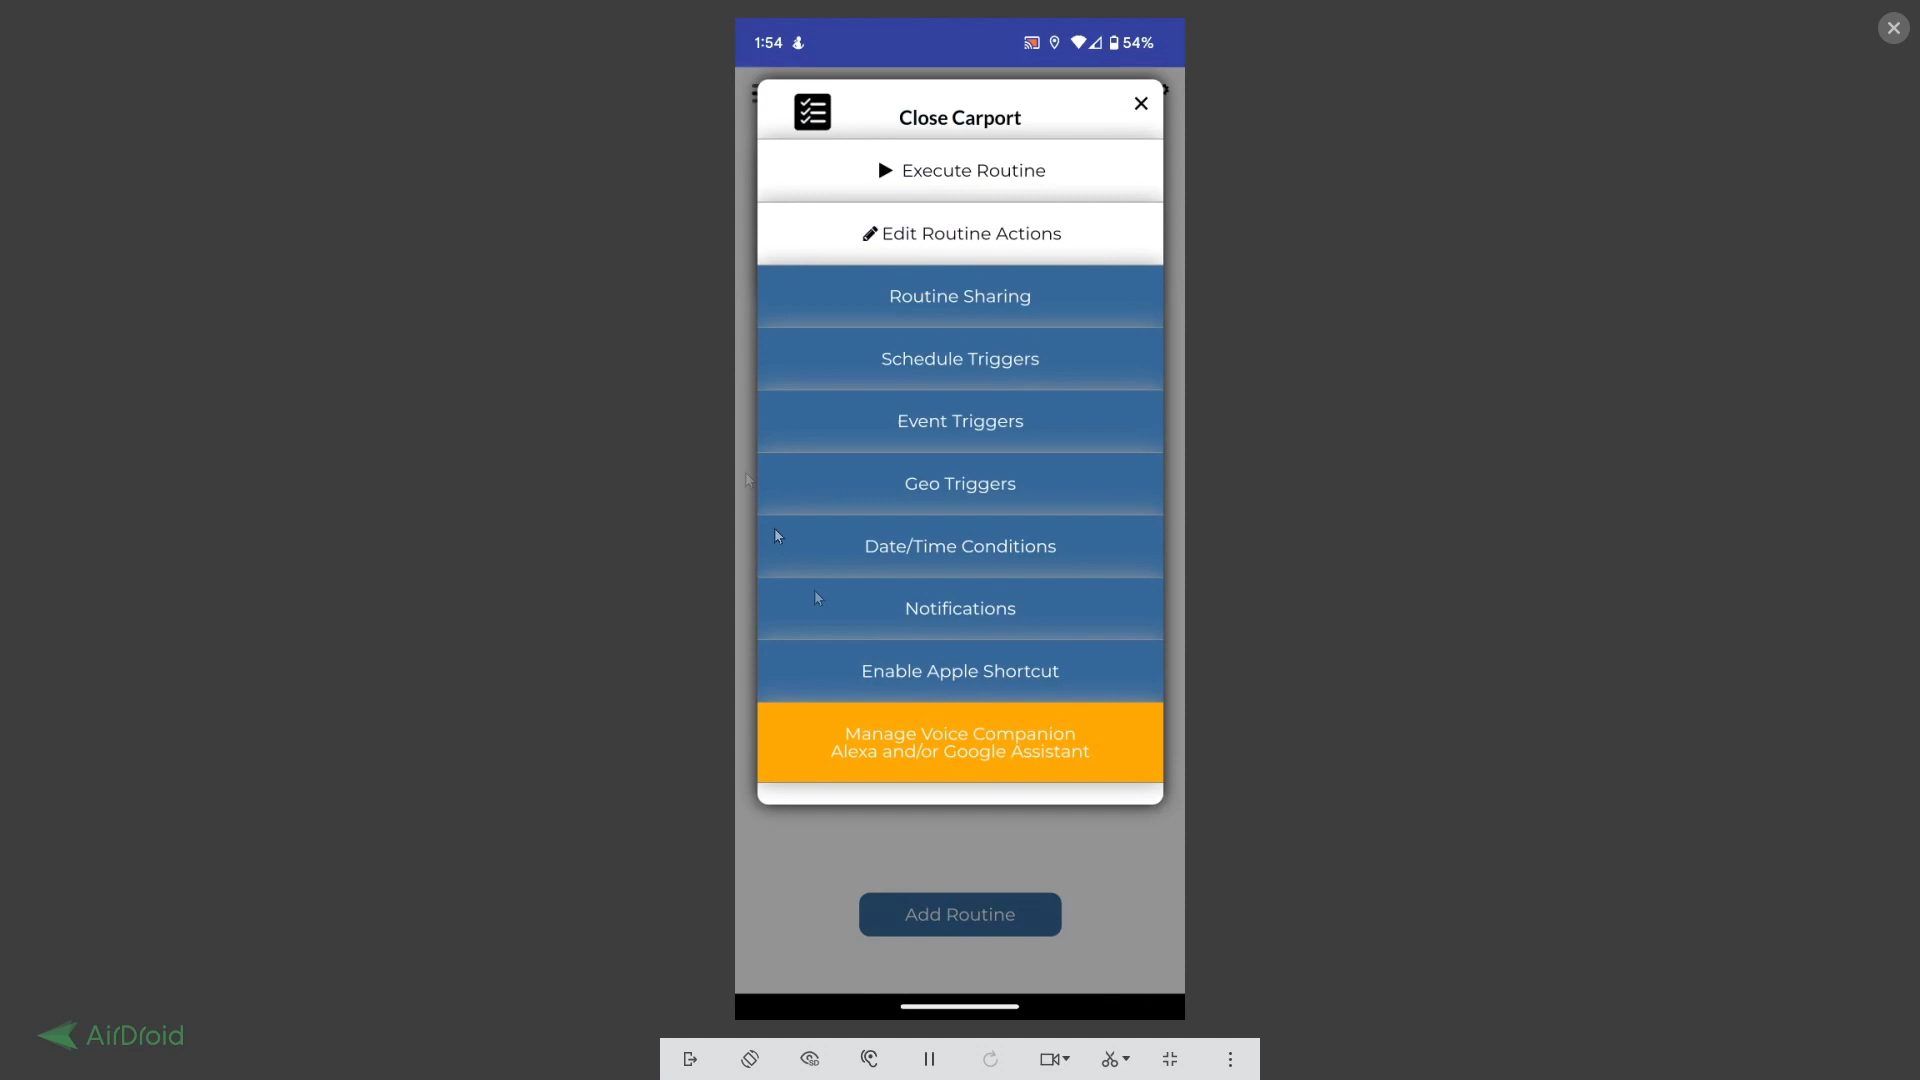 1:54
54%
Close Carport
Execute Routine
Edit Routine Actions
Routine Sharing
Schedule Triggers
Event Triggers
Geo Triggers
Date/Time Conditions
Notifications
Enable Apple Shortcut
Manage Voice Companion
Alexa and/or Google Assistant
Add Routine
AirDroid
SD